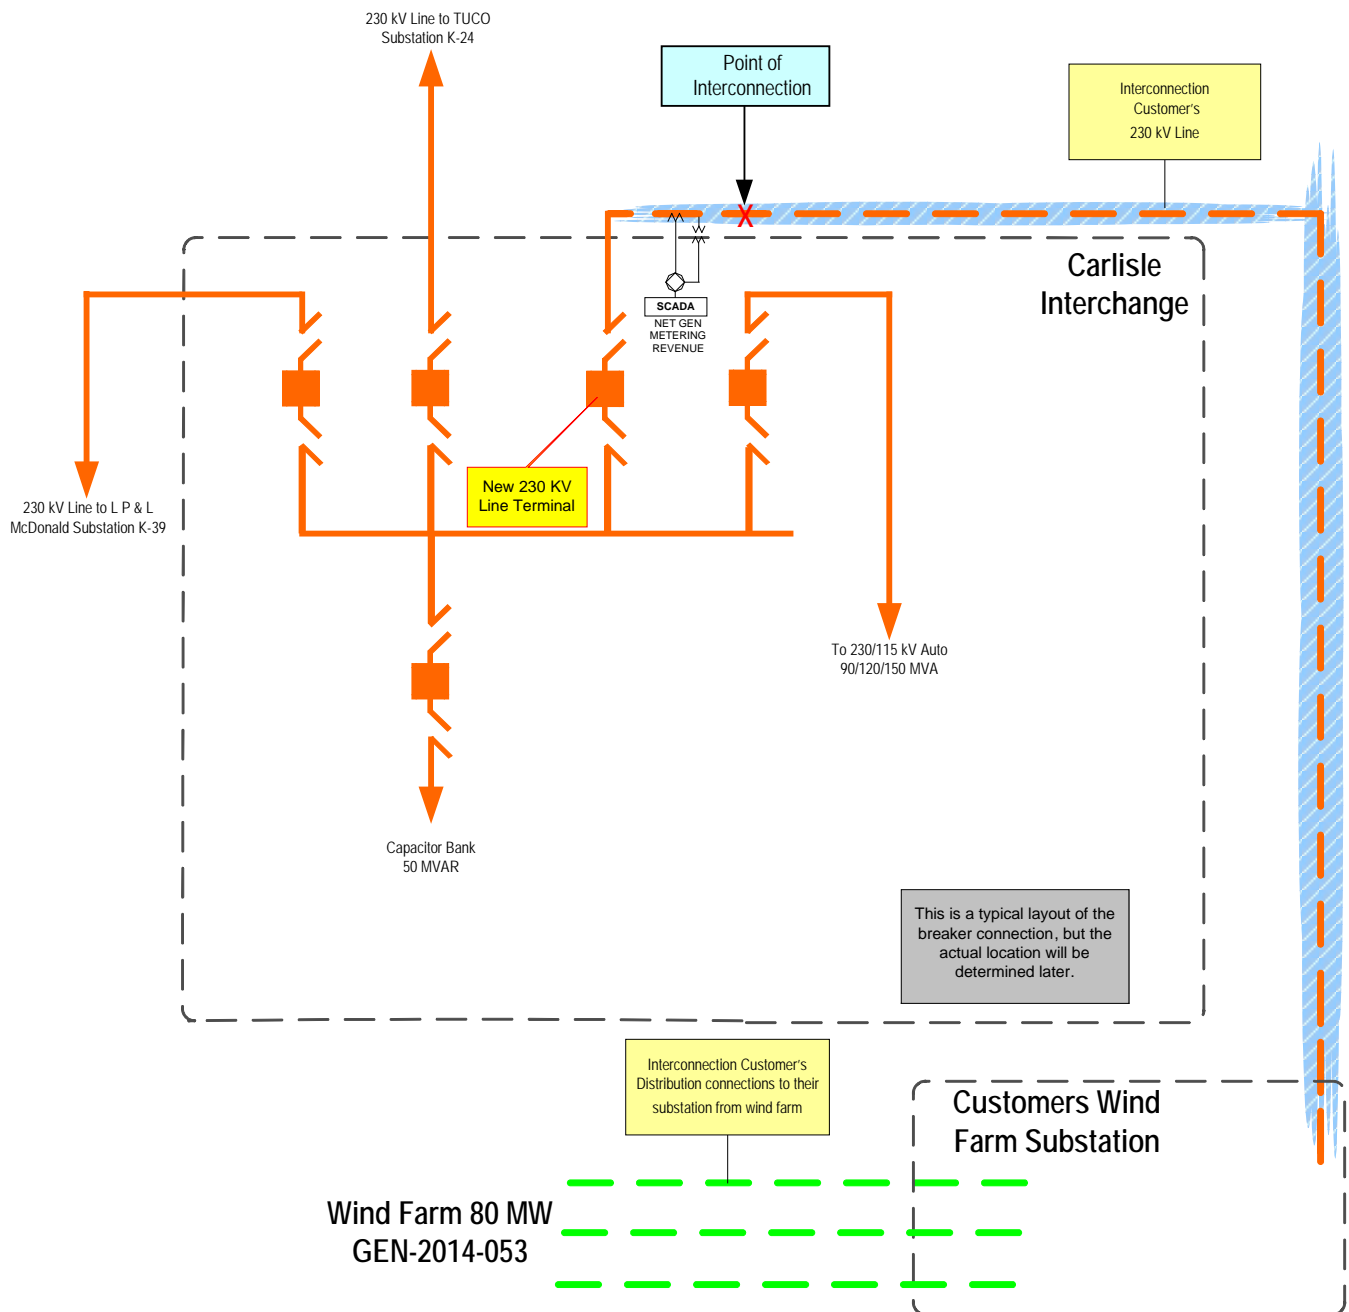 230 kV Line to TUCO
Substation K-24
Point of
Interconnection
Interconnection
Customer's
230 kV Line
X
Carlisle
Interchange
SCADA
NET GEN
METERING
REVENUE
New 230 KV
Line Terminal
230 kV Line to L P & L
McDonald Substation K-39
To 230/115 kV Auto
90/120/150 MVA
Capacitor Bank
50 MVAR
This is a typical layout of the
breaker connection, but the
actual location will be
determined later.
Interconnection Customer's
Distribution connections to their
substation from wind farm
Customers Wind
Farm Substation
Wind Farm 80 MW
GEN-2014-053